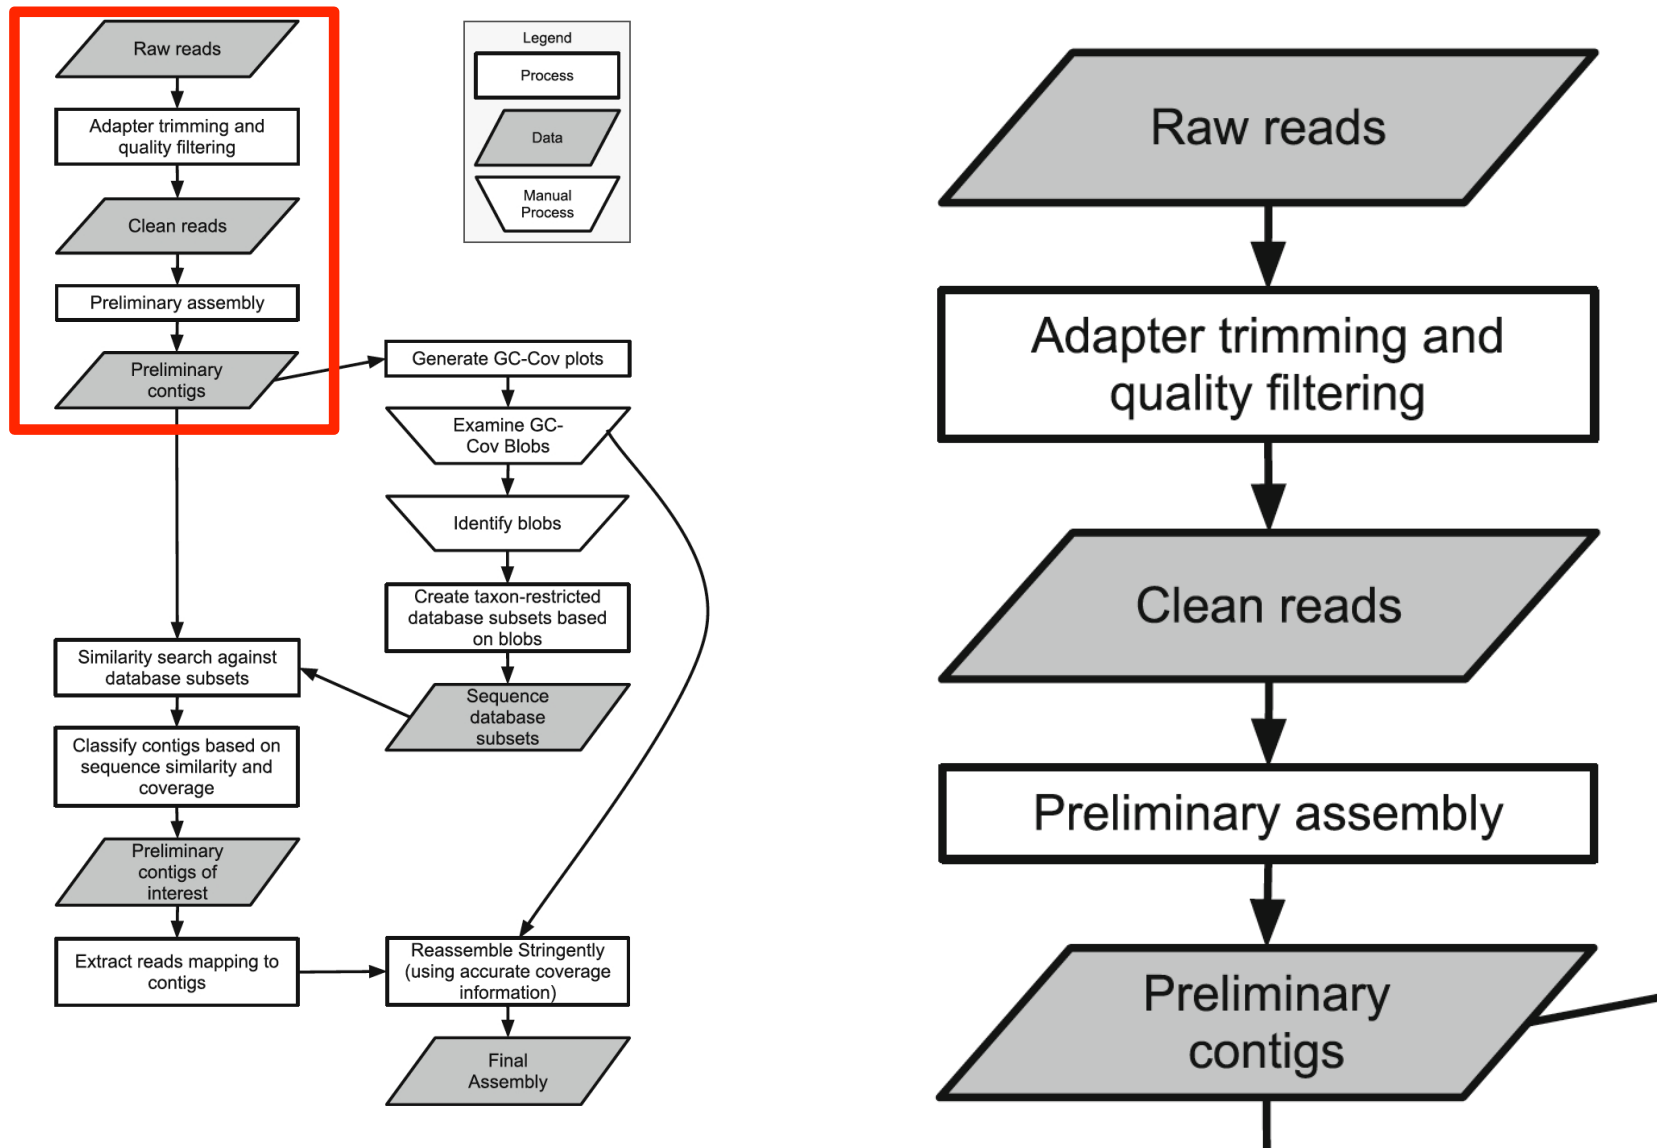 Raw reads
Adapter trimming and
quality filtering
Clean reads
Preliminary assembly
Preliminary
contigs
Legend
Process
Data
Manual
Process
Generate GC-Cov plots
Examine GC-
Cov Blobs
Identify blobs
Create taxon-restricted
database subsets based
on blobs
Sequence
database
subsets
Similarity search against
database subsets
Classify contigs based on
sequence similarity and
coverage
Preliminary
contigs of
interest
Extract reads mapping to
contigs
Reassemble Stringently
(using accurate coverage
information)
Final
Assembly
Raw reads
Adapter trimming and
quality filtering
Clean reads
Preliminary assembly
Preliminary
contigs